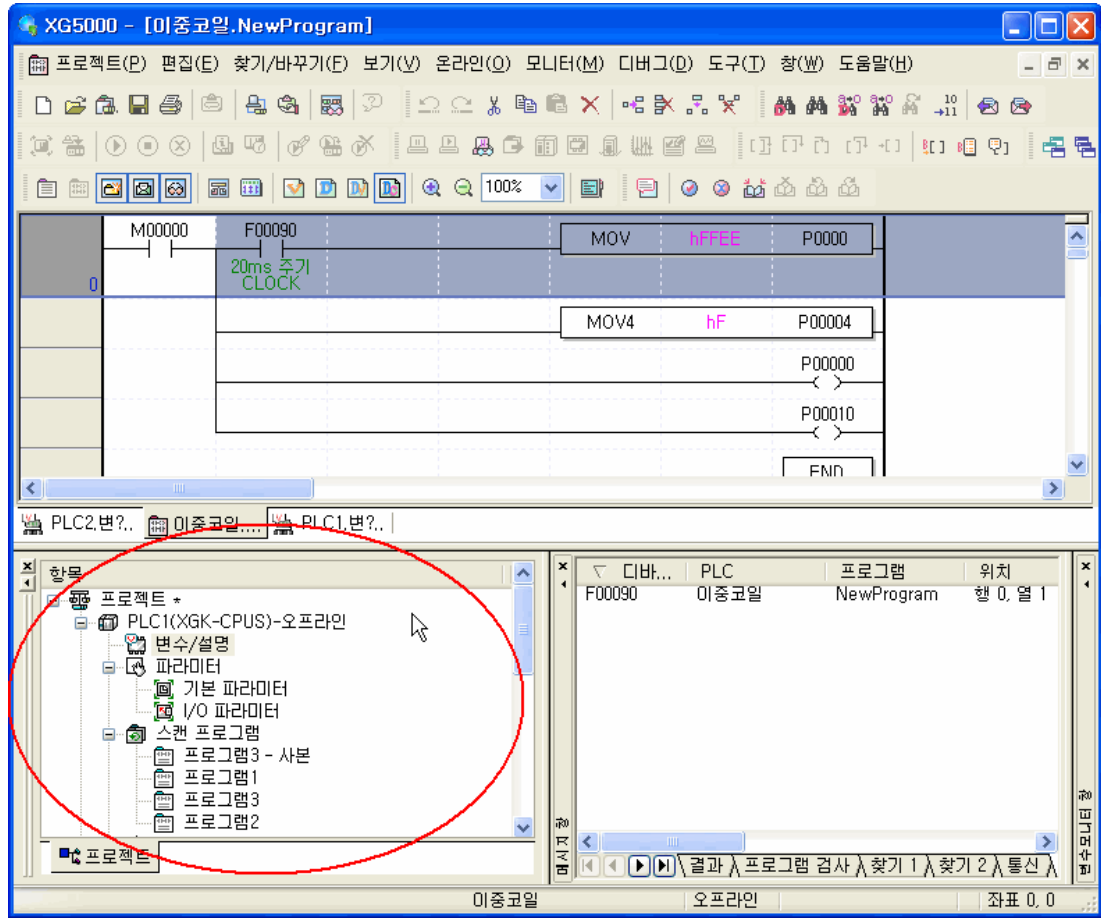 XG5000 - [이중코일.NewProgram]
프로젝트(P) 편집(E) 찾기/바꾸기(F) 보기(V) 온라인(O) 모니터(M) 디버그(D) 도구(T) 창(W) 도움말(H)
100%
M00000 F00090 MOV hFFEE P0000
20ms 주기
CLOCK
0
MOV4 hF P00004
P00000
P00010
END
PLC2,변?.. 이중코일,... PLC1,변?..
항목
프로젝트 *
PLC1(XGK-CPUS)-오프라인
변수/설명
파라미터
기본 파라미터
I/O 파라미터
스캔 프로그램
프로그램3 - 사본
프로그램1
프로그램3
프로그램2
프로젝트
디바... PLC 프로그램 위치
F00090 이중코일 NewProgram 행 0, 열 1
메시지 창
결과 프로그램 검사 찾기 1 찾기 2 통신
변수모니터 창
이중코일 오프라인 좌표 0, 0